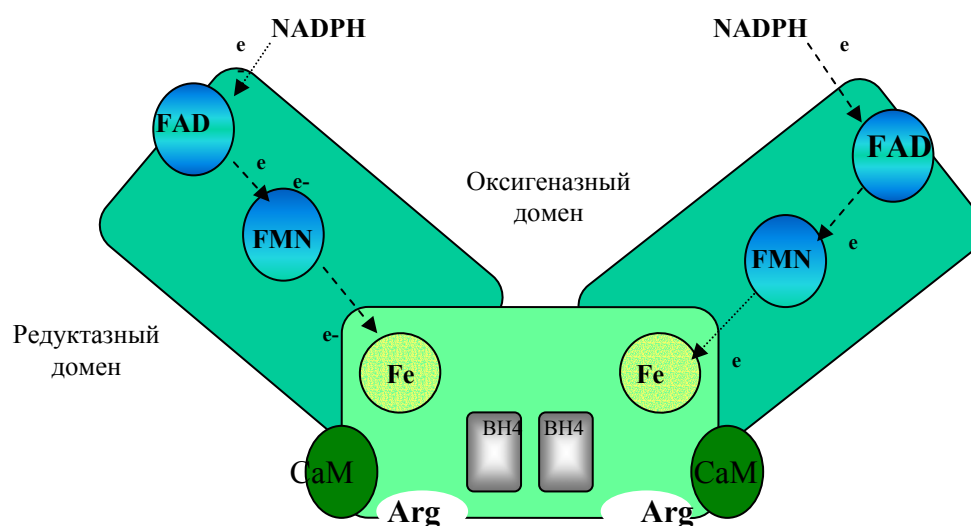 NADPH
NADPH
e
-
e
FAD
FAD
e
e-
Оксигеназный
домен
FMN
e
FMN
Редуктазный
домен
e-
e
Fe
Fe
BH4
BH4
CaM
CaM
Arg
Arg